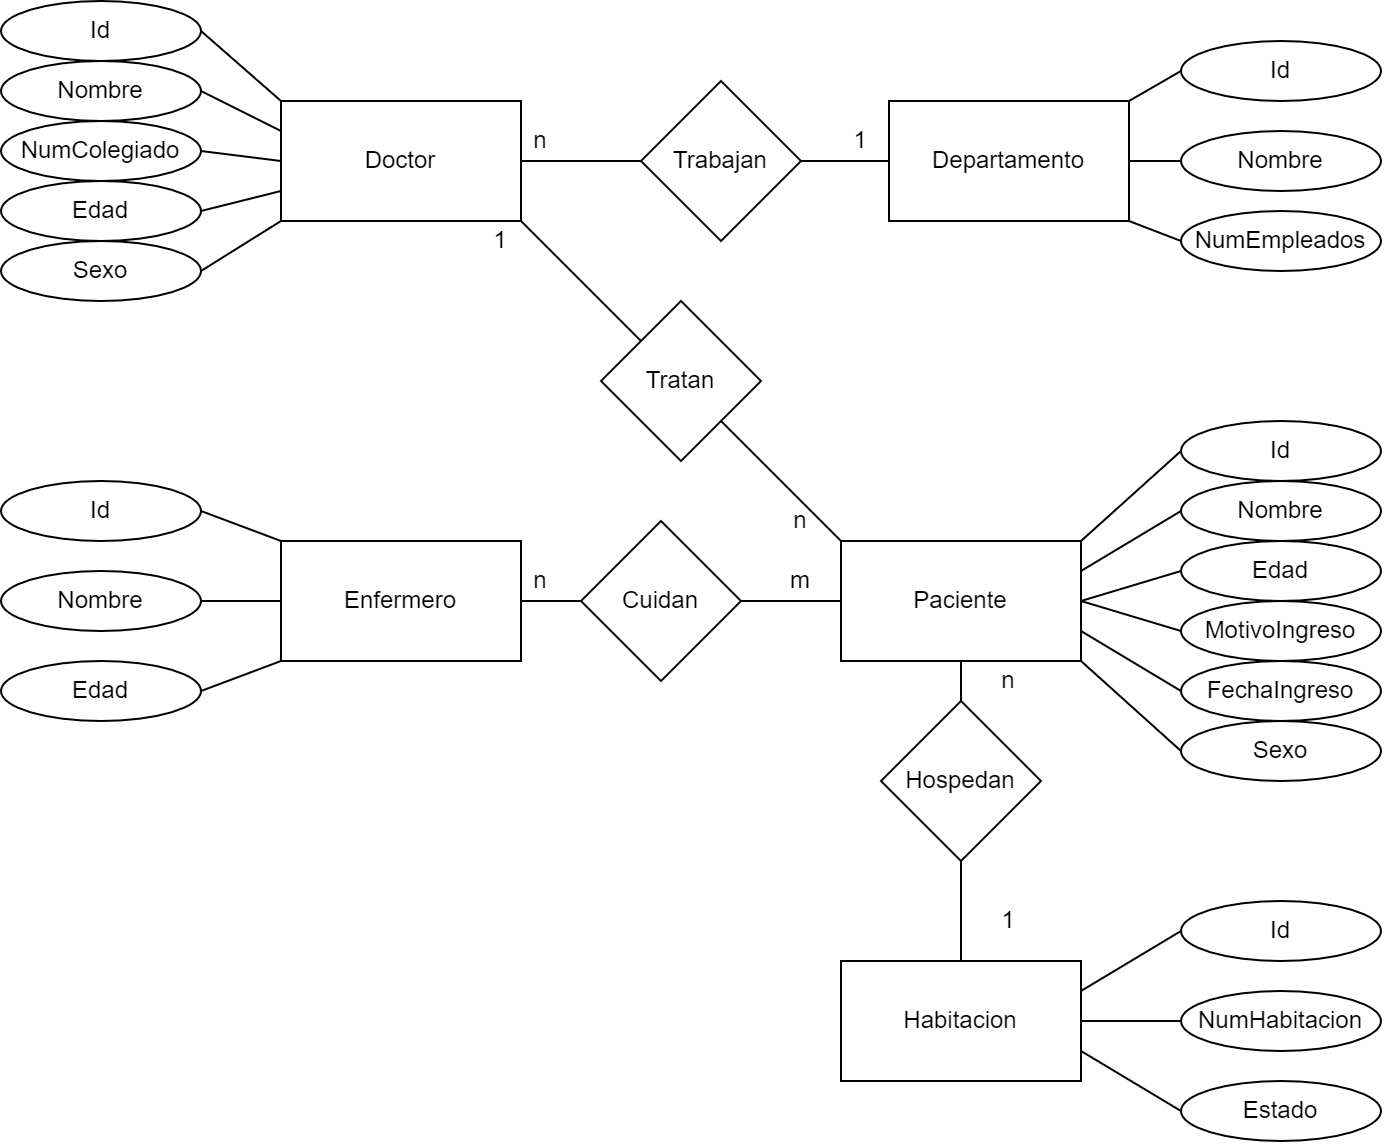 Id
Nombre
NumColegiado
Edad
Sexo
Doctor
n
Trabajan
1
Departamento
Id
Nombre
NumEmpleados
1
Tratan
n
Id
Nombre
Edad
Enfermero
n
Cuidan
m
Paciente
Id
Nombre
Edad
MotivoIngreso
FechaIngreso
Sexo
n
Hospedan
1
Habitacion
Id
NumHabitacion
Estado